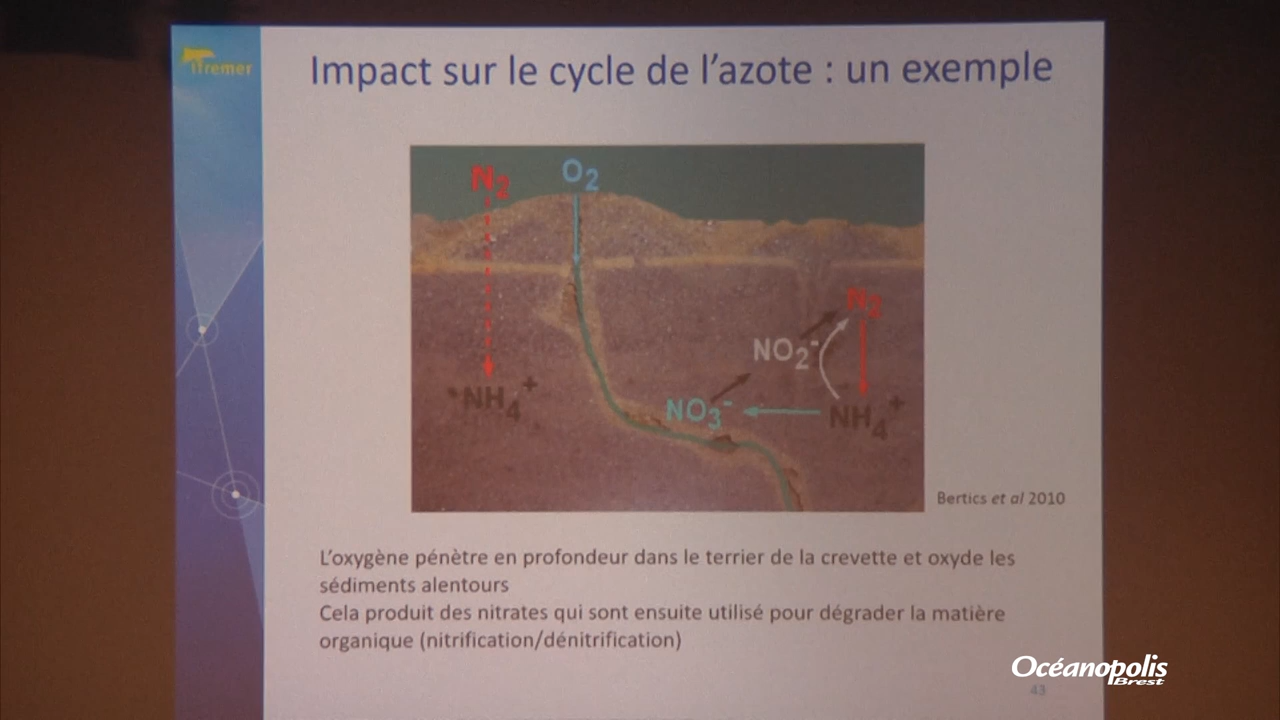 Ifremer
Impact sur le cycle de l'azote : un exemple
N2
O2
N2
NO2-
*NH4+
NO3-
NH4+
Bertics et al 2010
L'oxygène pénètre en profondeur dans le terrier de la crevette et oxyde les
sédiments alentours
Cela produit des nitrates qui sont ensuite utilisé pour dégrader la matière
organique (nitrification/dénitrification)
Océanopolis
Brest
43